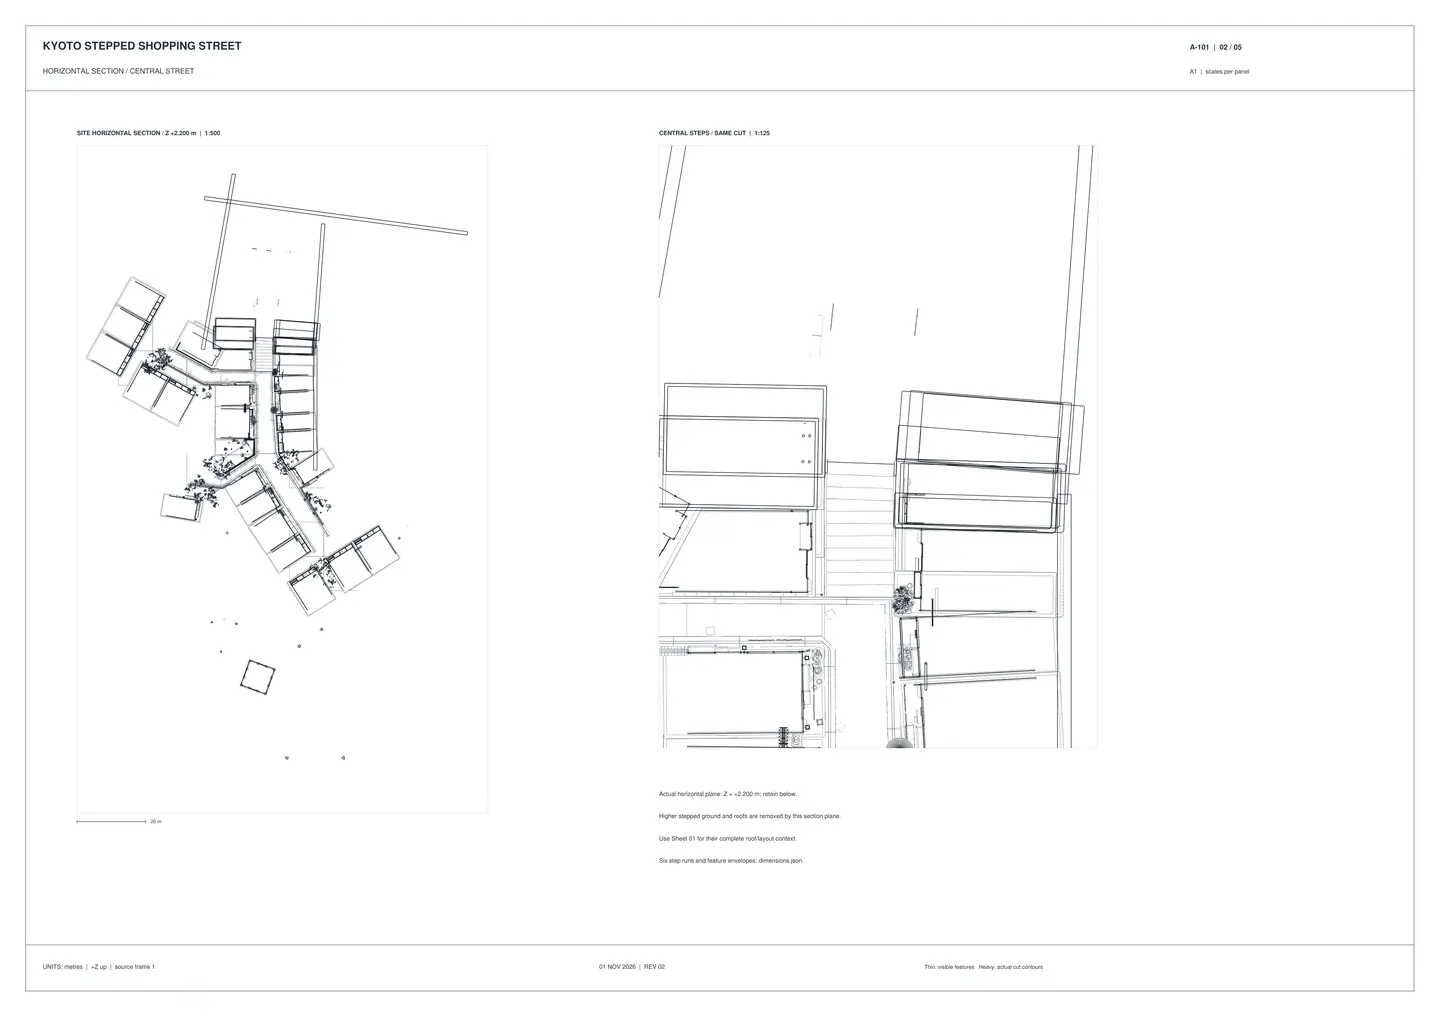 KYOTO STEPPED SHOPPING STREET
A-101 | 02 / 05
HORIZONTAL SECTION / CENTRAL STREET
A1 | scales per panel
SITE HORIZONTAL SECTION / Z +2.200 m | 1:500
CENTRAL STEPS / SAME CUT | 1:125
20 m
Actual horizontal plane: Z = +2.200 m; retain below.
Higher stepped ground and roofs are removed by this section plane.
Use Sheet 01 for their complete roof/layout context.
Six step runs and feature envelopes: dimensions.json.
UNITS: metres | +Z up | source frame 1
01 NOV 2026 | REV 02
Thin: visible features Heavy: actual cut contours